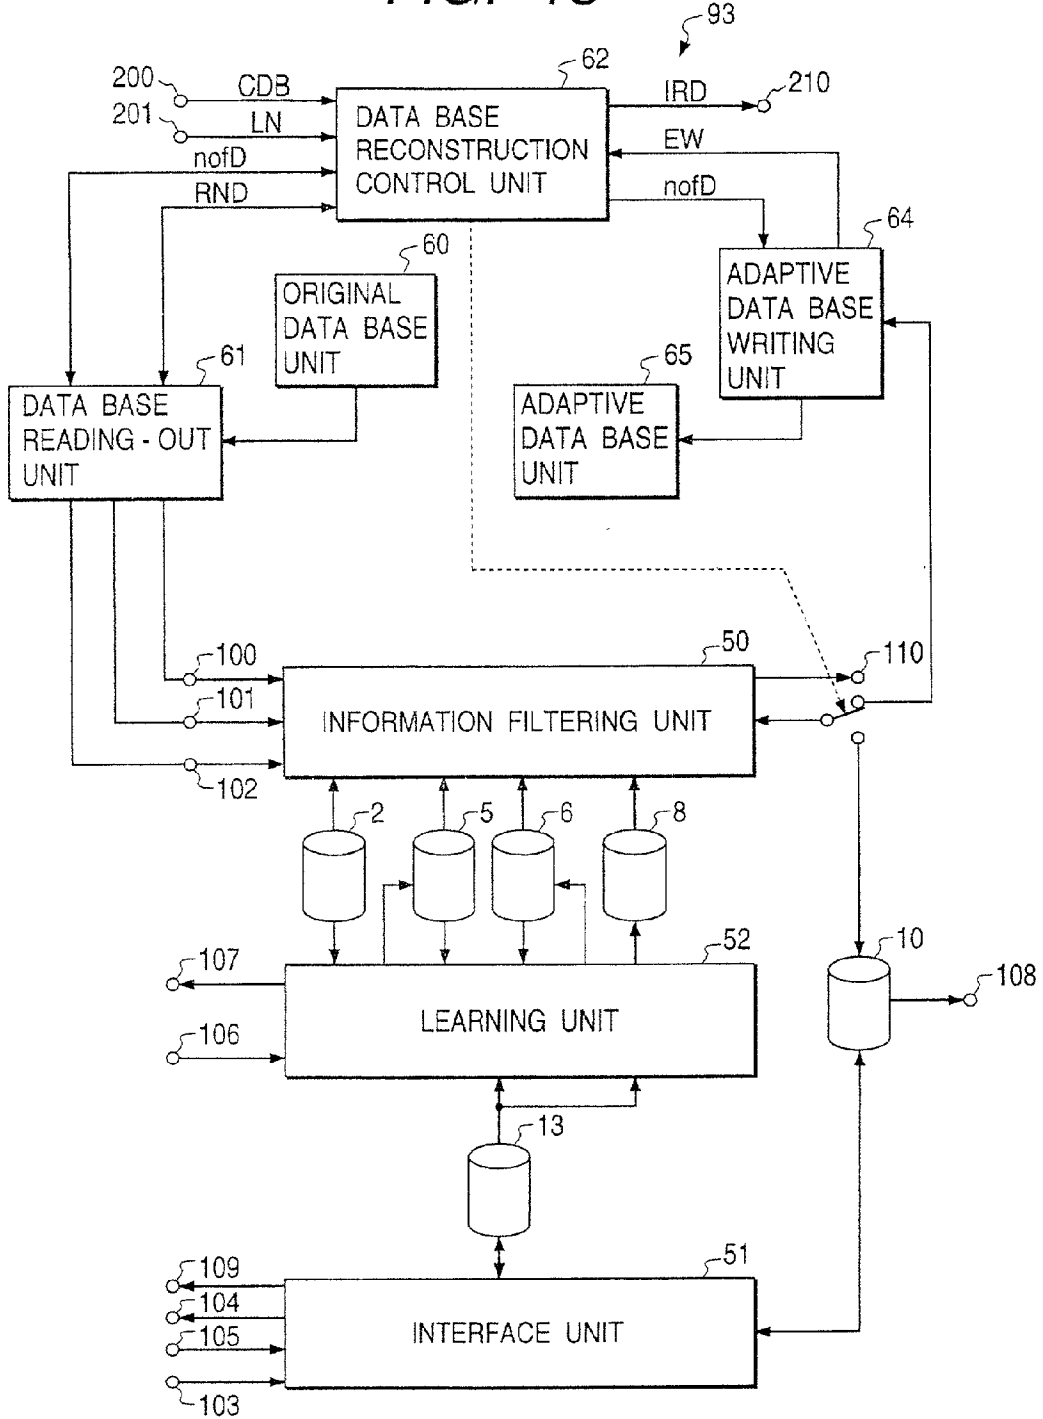 93
200
CDB
62
IRD
210
201
LN
DATA BASE
RECONSTRUCTION
CONTROL UNIT
EW
nofD
RND
nofD
64
60
ORIGINAL
DATA BASE
UNIT
ADAPTIVE
DATA BASE
WRITING
UNIT
61
DATA BASE
READING-OUT
UNIT
65
ADAPTIVE
DATA BASE
UNIT
100
50
110
101
INFORMATION FILTERING UNIT
102
2
5
6
8
107
52
10
108
LEARNING UNIT
106
13
109
51
104
105
INTERFACE UNIT
103